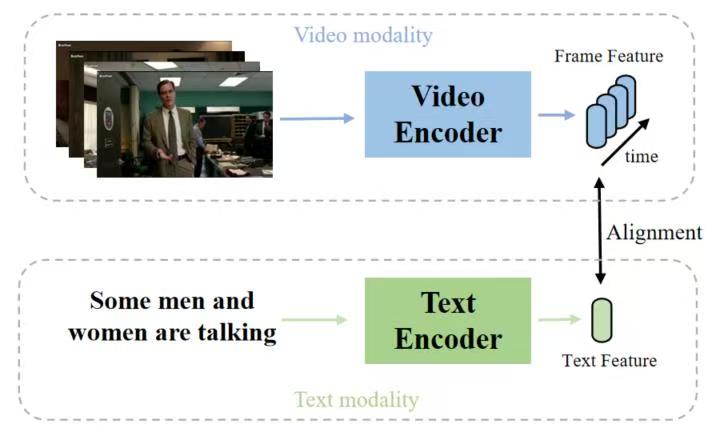 Video modality
Frame Feature
Video
Encoder
time
Alignment
Some men and
women are talking
Text
Encoder
Text Feature
Text modality